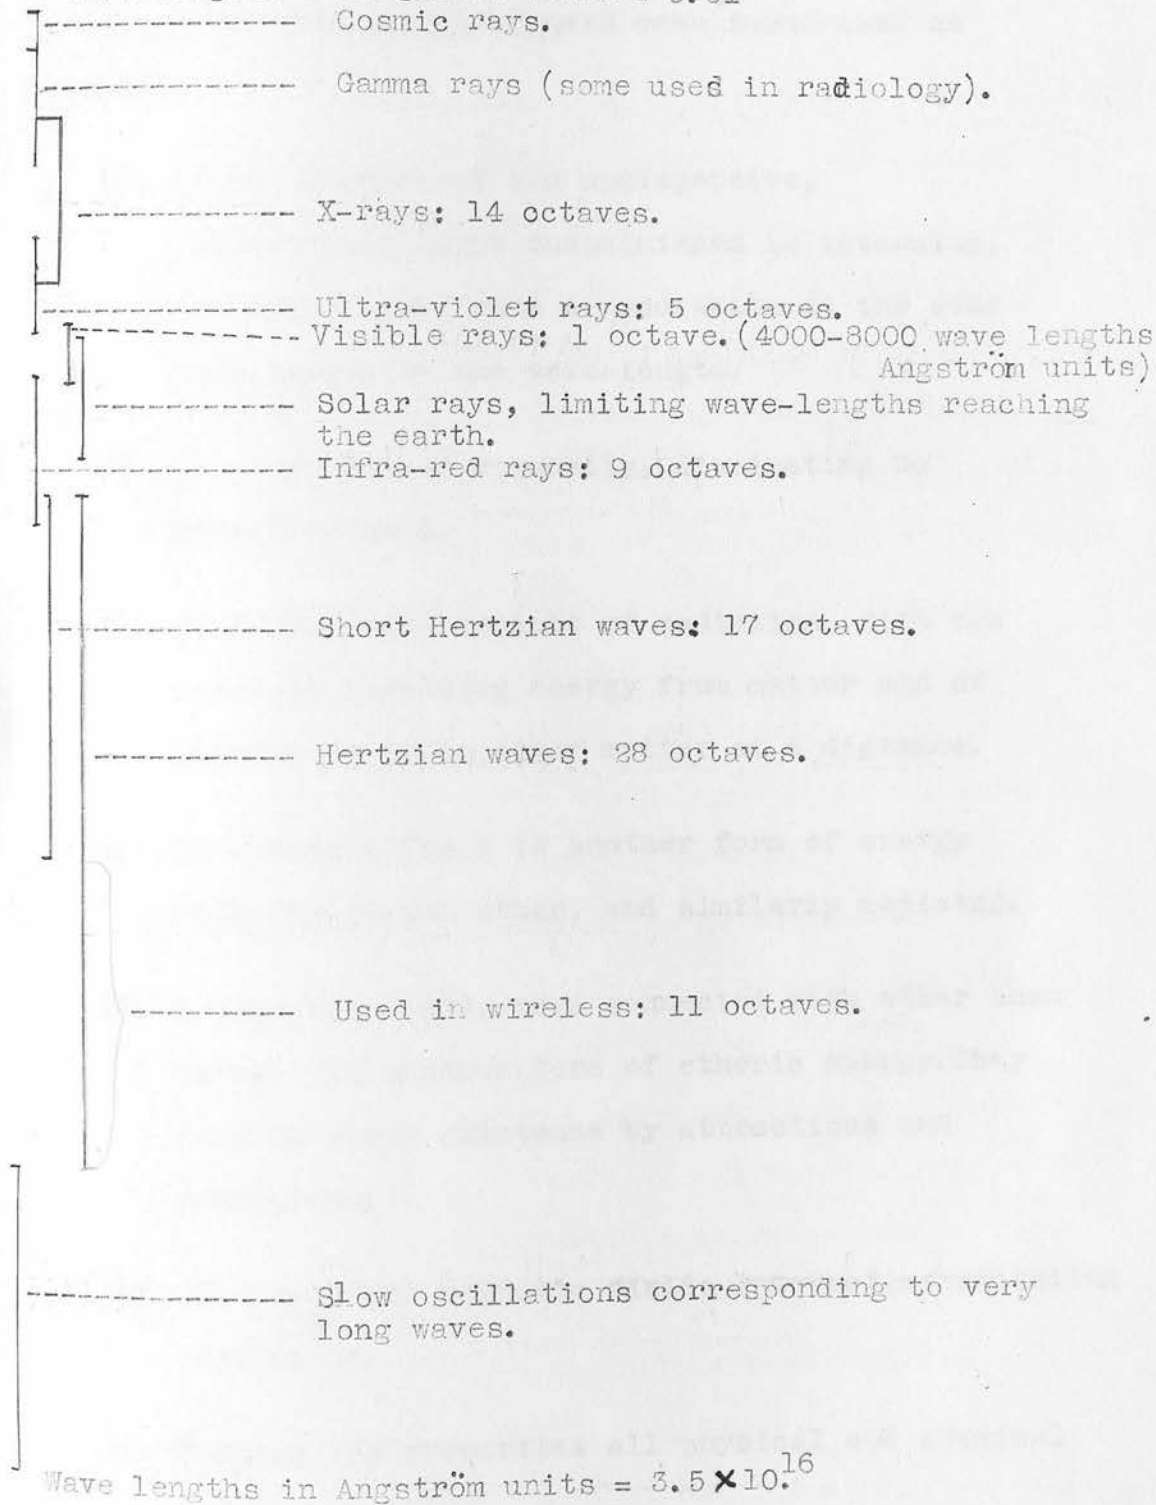 Cosmic rays.
Gamma rays (some used in radiology).
X-rays: 14 octaves.
Ultra-violet rays: 5 octaves.
Visible rays: 1 octave.(4000-8000 wave lengths
Angström units)
Solar rays, limiting wave-lengths reaching
the earth.
Infra-red rays: 9 octaves.
Short Hertzian waves: 17 octaves.
Hertzian waves: 28 octaves.
Used in wireless: 11 octaves.
Slow oscillations corresponding to very
long waves.
Wave lengths in Angström units = 3.5 × 10.¹⁶